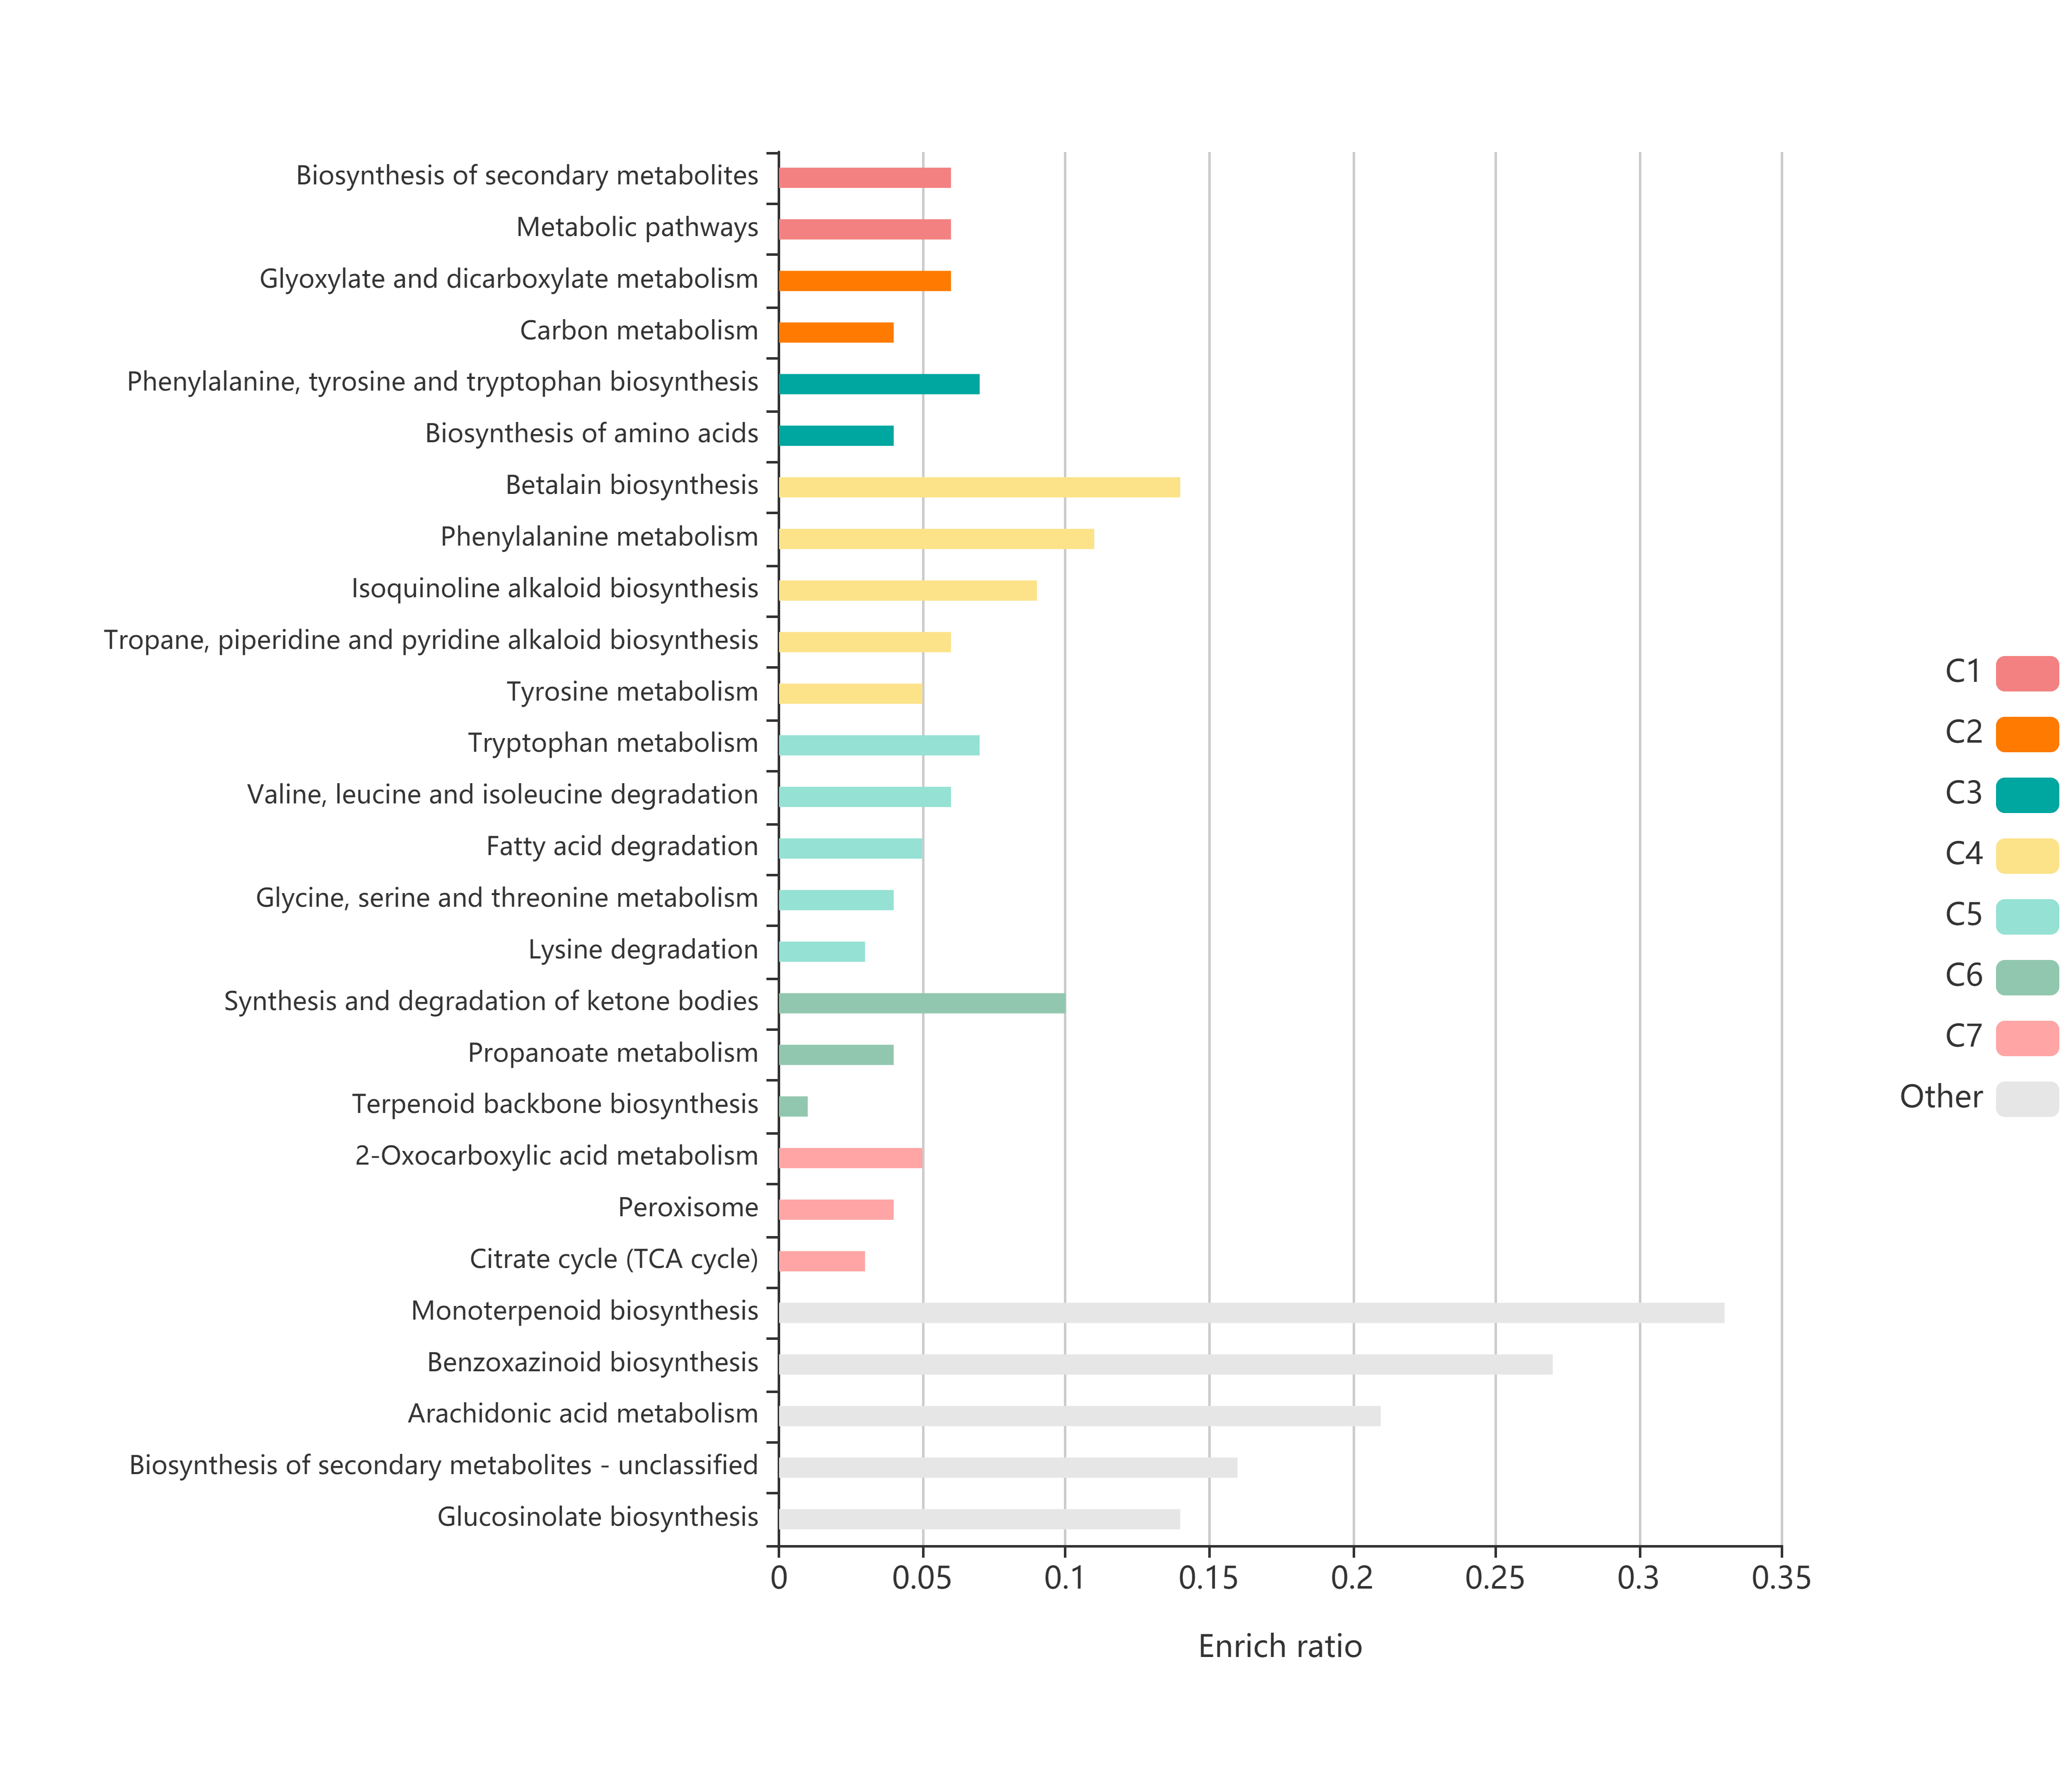 Biosynthesis of secondary metabolites
Metabolic pathways
Glyoxylate and dicarboxylate metabolism
Carbon metabolism
Phenylalanine, tyrosine and tryptophan biosynthesis
Biosynthesis of amino acids
Betalain biosynthesis
Phenylalanine metabolism
Isoquinoline alkaloid biosynthesis
Tropane, piperidine and pyridine alkaloid biosynthesis
Tyrosine metabolism
Tryptophan metabolism
Valine, leucine and isoleucine degradation
Fatty acid degradation
Glycine, serine and threonine metabolism
Lysine degradation
Synthesis and degradation of ketone bodies
Propanoate metabolism
Terpenoid backbone biosynthesis
2-Oxocarboxylic acid metabolism
Peroxisome
Citrate cycle (TCA cycle)
Monoterpenoid biosynthesis
Benzoxazinoid biosynthesis
Arachidonic acid metabolism
Biosynthesis of secondary metabolites - unclassified
Glucosinolate biosynthesis
0 0.05 0.1 0.15 0.2 0.25 0.3 0.35
Enrich ratio
C1
C2
C3
C4
C5
C6
C7
Other